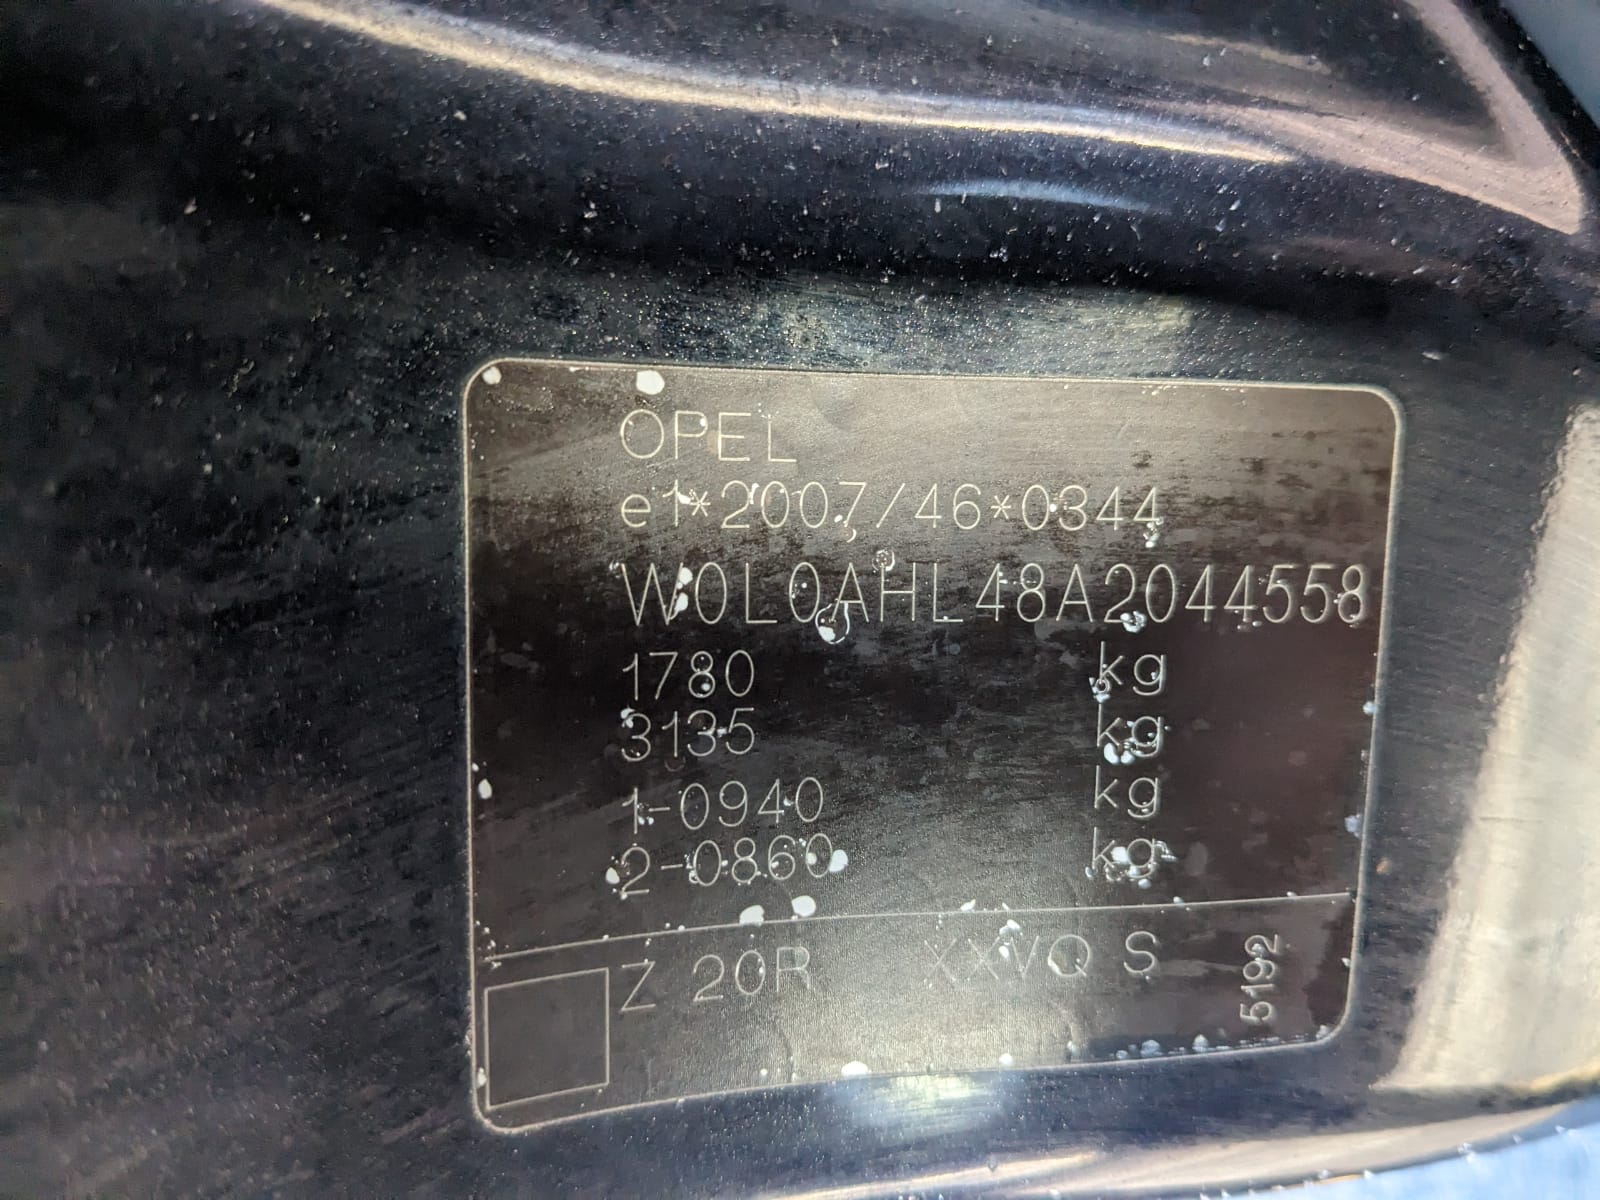 OPEL
e1*2007/46*0344
W0L0AHL48A2044558
1780 kg
3135 kg
1-0940 kg
2-0860 kg
Z 20R XXVQ S
5192